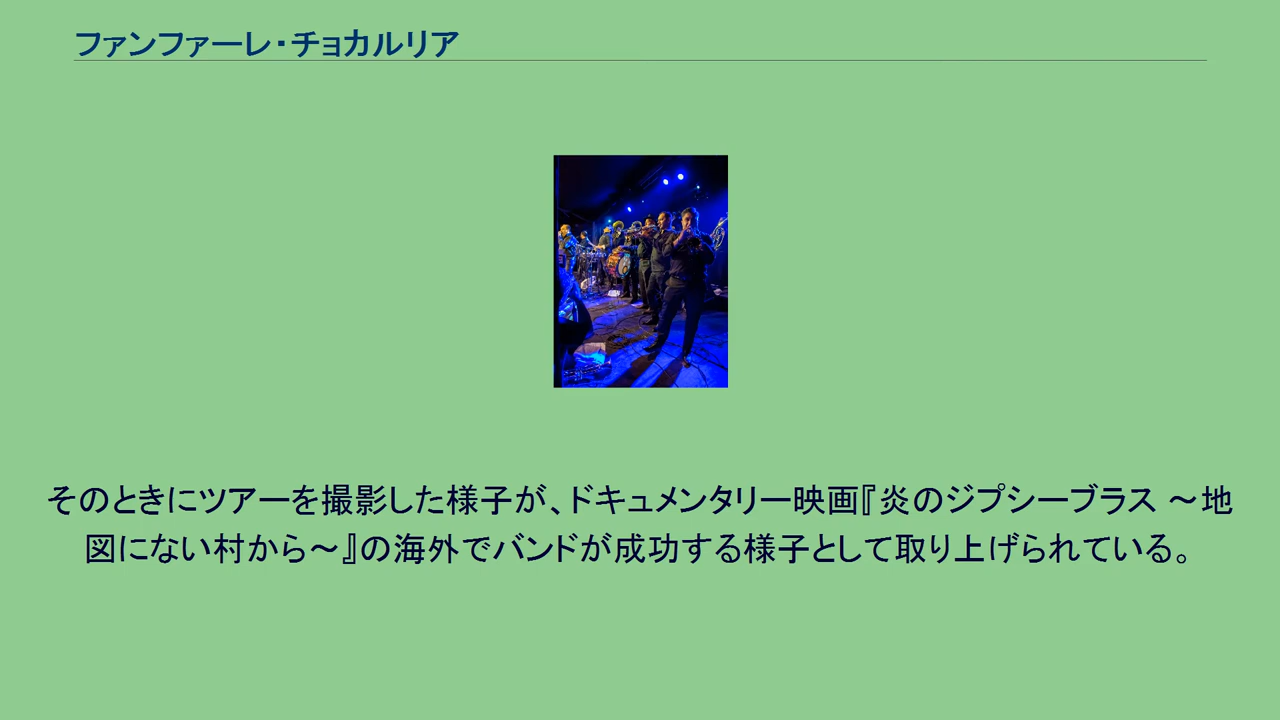 ファンファーレ・チョカルリア
そのときにツアーを撮影した様子が、ドキュメンタリー映画『炎のジプシーブラス ～地
図にない村から～』の海外でバンドが成功する様子として取り上げられている。